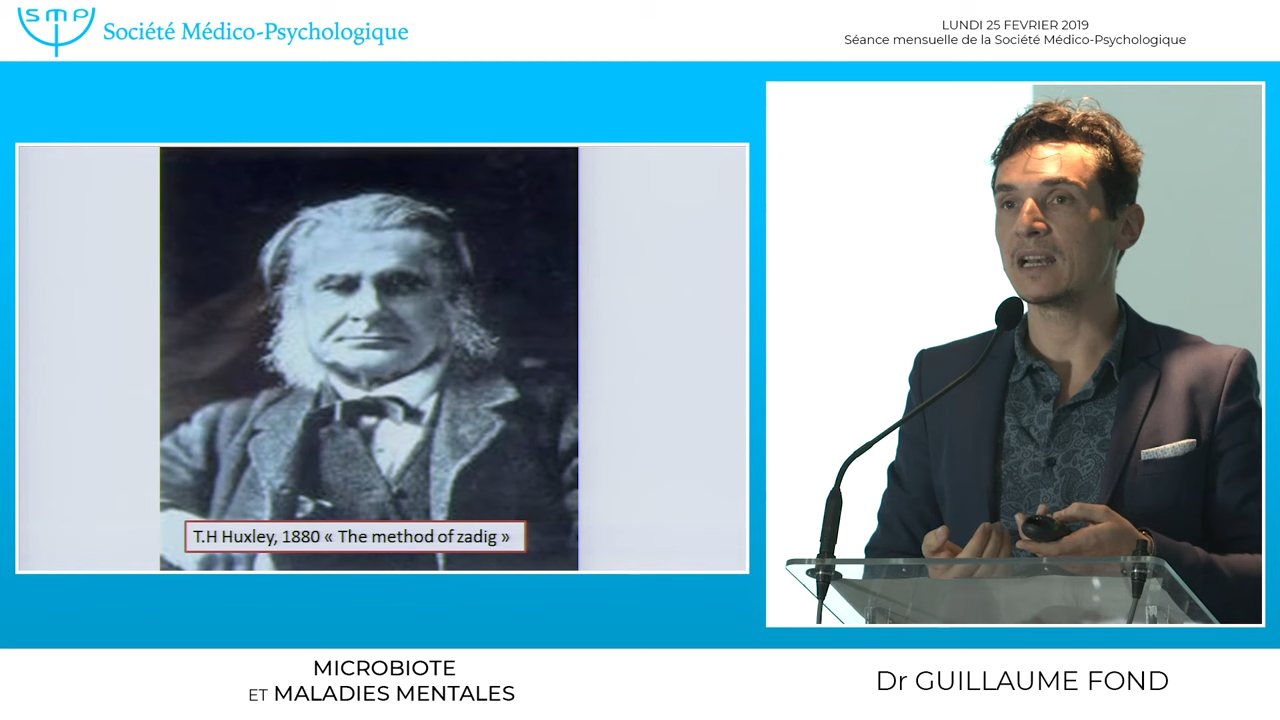 SMP
Société Médico-Psychologique
LUNDI 25 FEVRIER 2019
Séance mensuelle de la Société Médico-Psychologique
T.H Huxley, 1880 « The method of zadig »
MICROBIOTE
ET MALADIES MENTALES
Dr GUILLAUME FOND